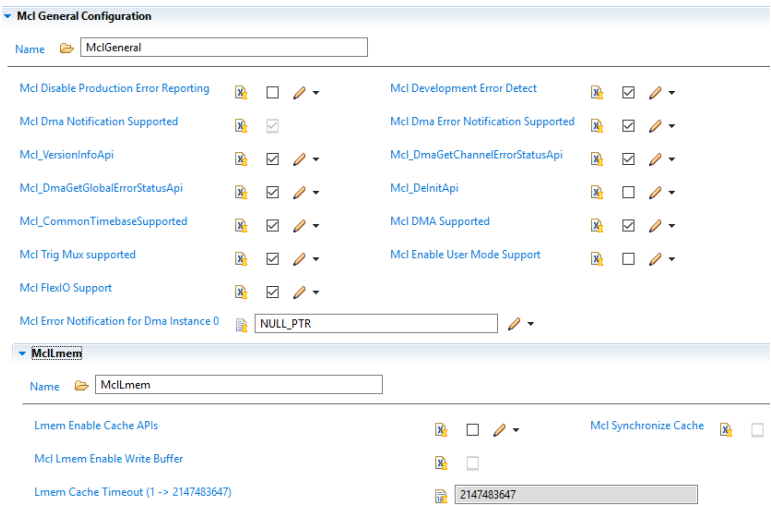 Mcl General Configuration
Name MclGeneral
Mcl Disable Production Error Reporting Mcl Development Error Detect
Mcl Dma Notification Supported Mcl Dma Error Notification Supported
Mcl_VersionInfoApi Mcl_DmaGetChannelErrorStatusApi
Mcl_DmaGetGlobalErrorStatusApi Mcl_DeInitApi
Mcl_CommonTimebaseSupported Mcl DMA Supported
Mcl Trig Mux supported Mcl Enable User Mode Support
Mcl FlexIO Support
Mcl Error Notification for Dma Instance 0 NULL_PTR
MclLmem
Name MclLmem
Lmem Enable Cache APIs Mcl Synchronize Cache
Mcl Lmem Enable Write Buffer
Lmem Cache Timeout (1 -> 2147483647) 2147483647